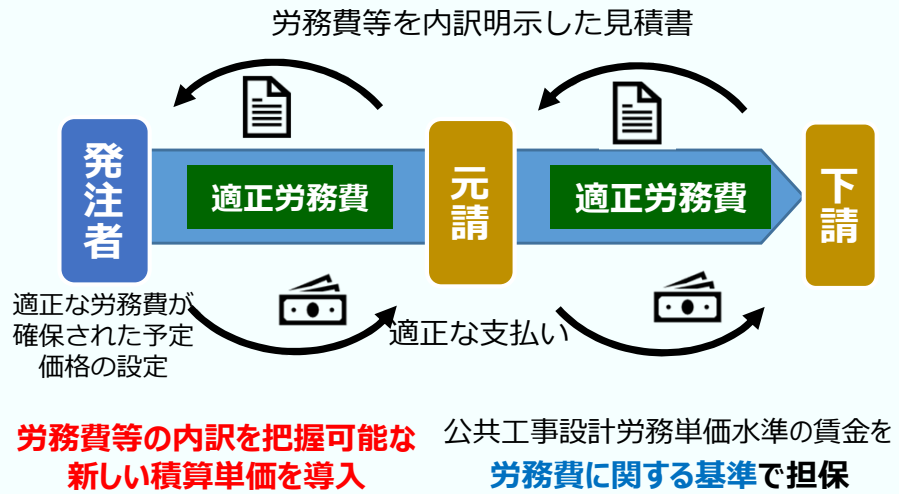 労務費等を内訳明示した見積書
発注者
適正労務費
元請
適正労務費
下請
適正な労務費が
確保された予定
価格の設定
適正な支払い
労務費等の内訳を把握可能な
新しい積算単価を導入
公共工事設計労務単価水準の賃金を
労務費に関する基準で担保